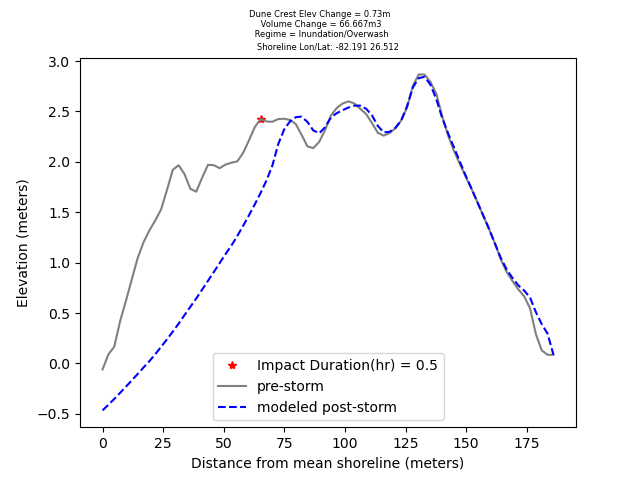 Dune Crest Elev Change = 0.73m
Volume Change = 66.667m3
Regime = Inundation/Overwash
Shoreline Lon/Lat: -82.191 26.512
3.0
2.5
2.0
1.5
1.0
0.5
0.0
−0.5
Elevation (meters)
Impact Duration(hr) = 0.5
pre-storm
modeled post-storm
0 25 50 75 100 125 150 175
Distance from mean shoreline (meters)